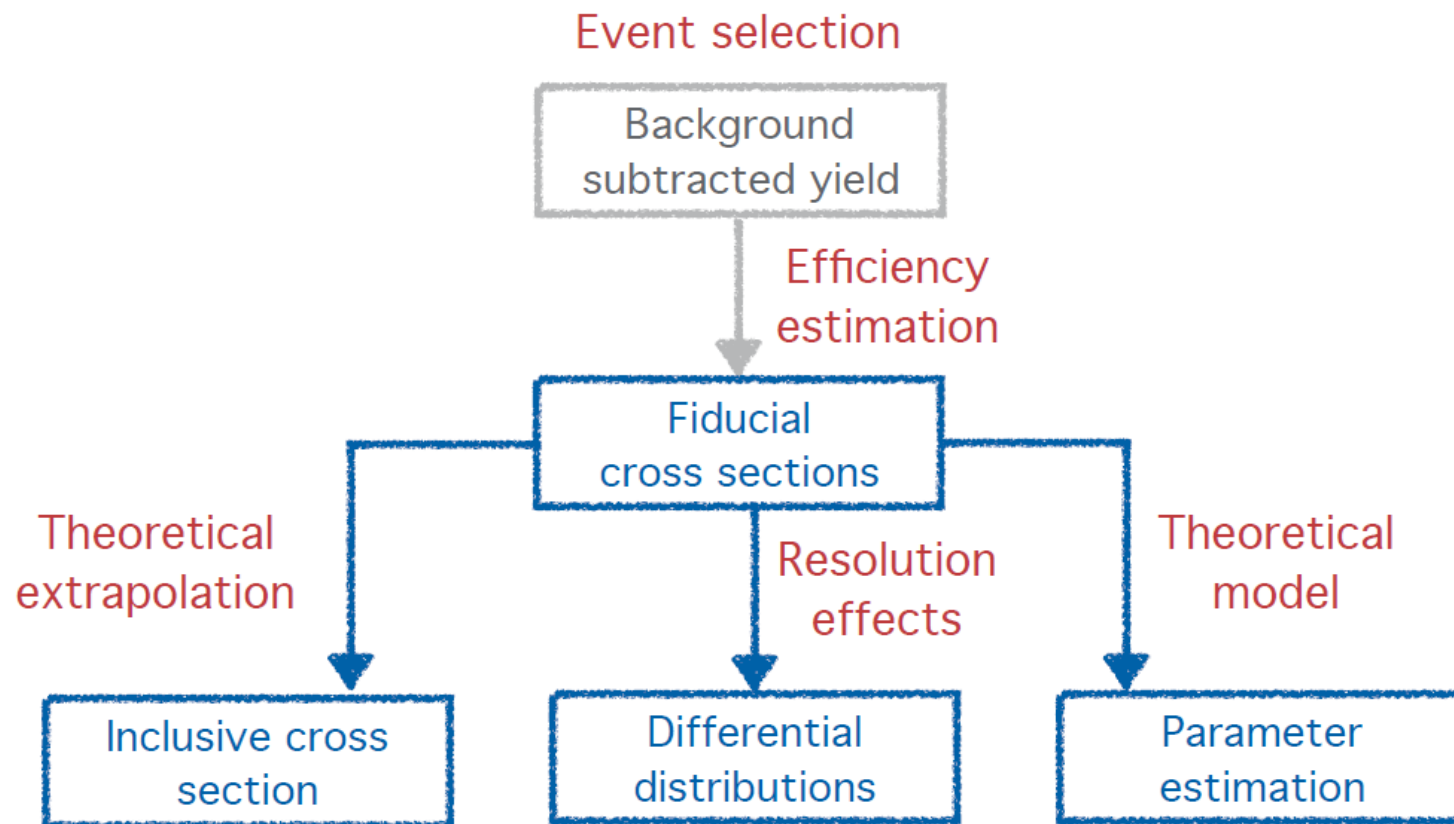 Event selection
Background
subtracted yield
Efficiency
estimation
Fiducial
cross sections
Theoretical
extrapolation
Resolution
effects
Theoretical
model
Inclusive cross
section
Differential
distributions
Parameter
estimation